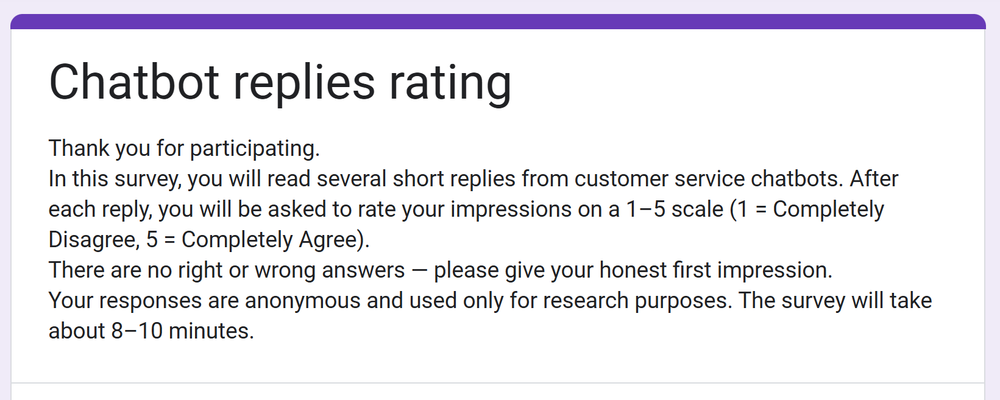 Chatbot replies rating
Thank you for participating.
In this survey, you will read several short replies from customer service chatbots. After
each reply, you will be asked to rate your impressions on a 1–5 scale (1 = Completely
Disagree, 5 = Completely Agree).
There are no right or wrong answers — please give your honest first impression.
Your responses are anonymous and used only for research purposes. The survey will take
about 8–10 minutes.